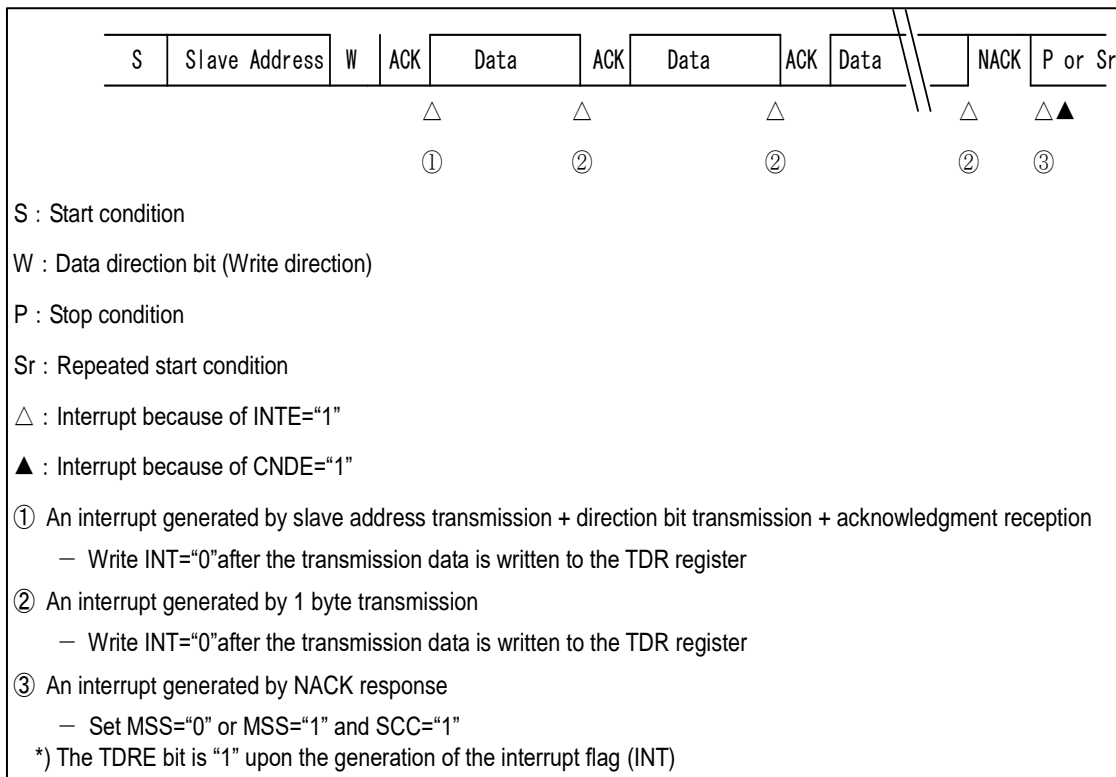 S Slave Address W ACK Data ACK Data ACK Data NACK P or Sr
△ △ △ △ △▲
① ② ② ② ③
S : Start condition
W : Data direction bit (Write direction)
P : Stop condition
Sr : Repeated start condition
△ : Interrupt because of INTE=“1”
▲ : Interrupt because of CNDE=“1”
① An interrupt generated by slave address transmission + direction bit transmission + acknowledgment reception
－ Write INT=“0”after the transmission data is written to the TDR register
② An interrupt generated by 1 byte transmission
－ Write INT=“0”after the transmission data is written to the TDR register
③ An interrupt generated by NACK response
－ Set MSS=“0” or MSS=“1” and SCC=“1”
*) The TDRE bit is “1” upon the generation of the interrupt flag (INT)